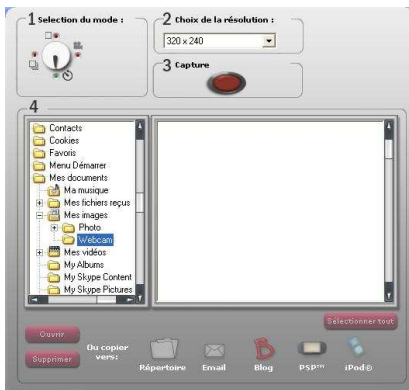 1 Selection du mode :
2 Choix de la résolution :
320 x 240
3 Capture
4
Contacts
Cookies
Favoris
Menu Démarrer
Mes documents
Ma musique
Mes fichiers reçus
Mes images
Photo
Webcam
Mes vidéos
My Albums
My Skype Content
My Skype Pictures
Sélectionner tout
Ouvrir
Supprimer
Ou copier
vers:
Répertoire
Email
Blog
PSP™
iPod®